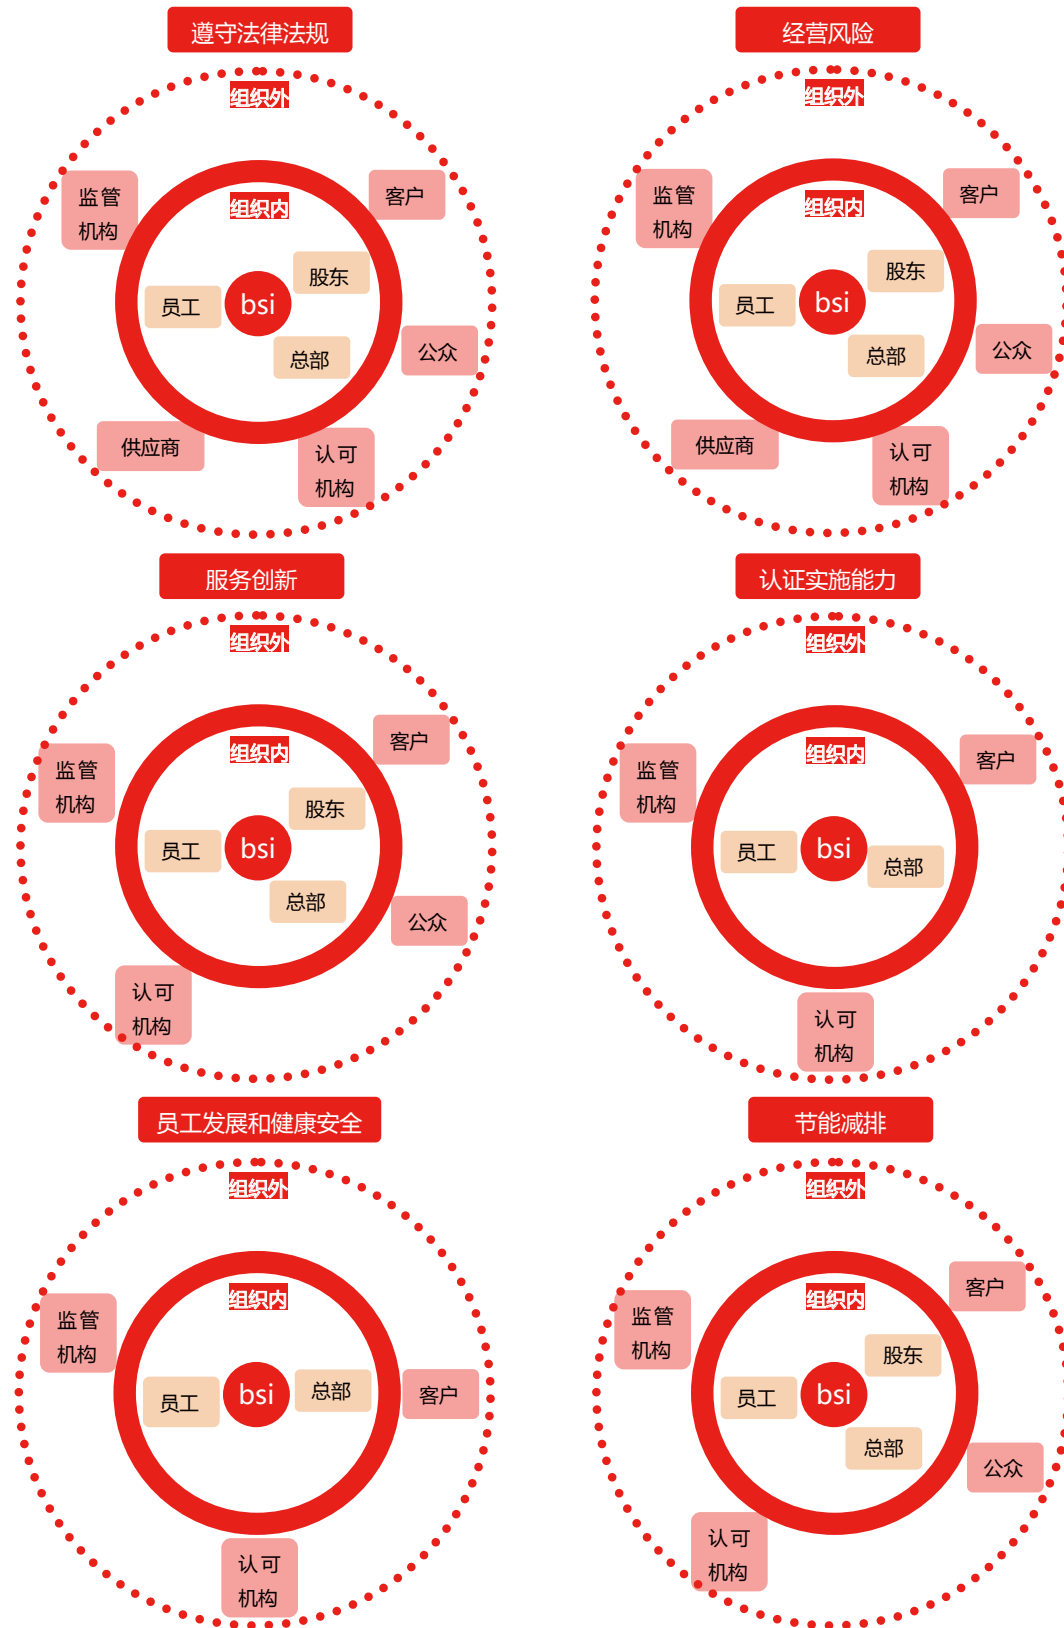 遵守法律法规
组织外
监管
机构
客户
组织内
股东
员工
bsi
总部
公众
供应商
认可
机构
经营风险
组织外
监管
机构
客户
组织内
股东
员工
bsi
总部
公众
供应商
认可
机构
服务创新
组织外
客户
组织内
监管
机构
股东
员工
bsi
总部
公众
认可
机构
认证实施能力
组织外
组织内
客户
监管
机构
员工
bsi
总部
认可
机构
员工发展和健康安全
组织外
组织内
监管
机构
员工
bsi
总部
客户
认可
机构
节能减排
组织外
客户
组织内
监管
机构
股东
员工
bsi
总部
公众
认可
机构